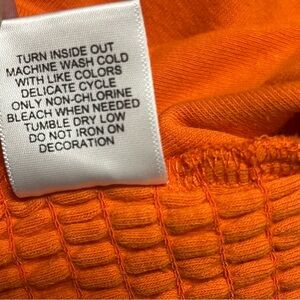 TURN INSIDE OUT
MACHINE WASH COLD
WITH LIKE COLORS
DELICATE CYCLE
ONLY NON-CHLORINE
BLEACH WHEN NEEDED
TUMBLE DRY LOW
DO NOT IRON ON
DECORATION